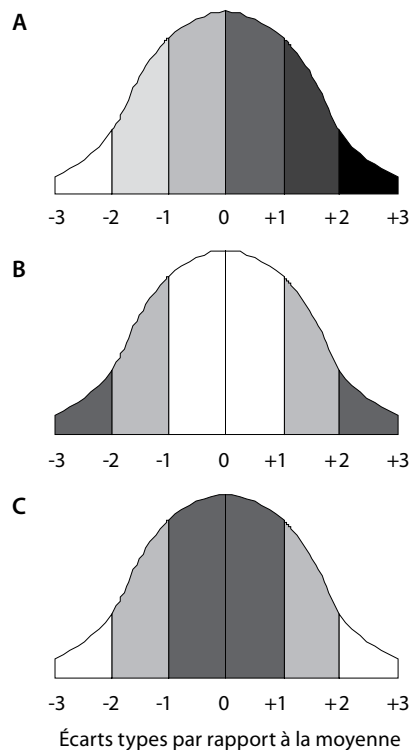 A
-3 -2 -1 0 +1 +2 +3
B
-3 -2 -1 0 +1 +2 +3
C
-3 -2 -1 0 +1 +2 +3
Écarts types par rapport à la moyenne